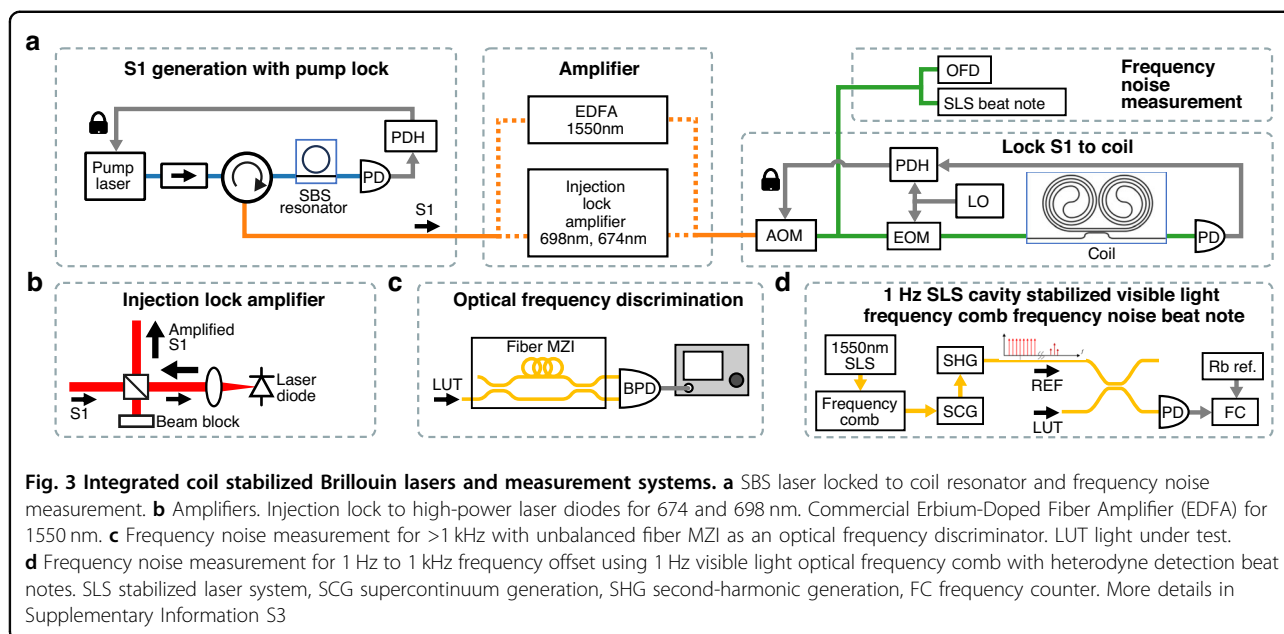 a
S1 generation with pump lock
Pump
laser
SBS
resonator
PD
PDH
S1
Amplifier
EDFA
1550nm
Injection
lock
amplifier
698nm, 674nm
OFD
SLS beat note
Frequency
noise
measurement
Lock S1 to coil
PDH
LO
AOM
EOM
Coil
PD
b
Injection lock amplifier
Amplified
S1
S1
Laser
diode
Beam block
c
Optical frequency discrimination
Fiber MZI
LUT
BPD
d
1 Hz SLS cavity stabilized visible light
frequency comb frequency noise beat note
1550nm
SLS
Frequency
comb
SHG
SCG
f
REF
LUT
PD
Rb ref.
FC
Fig. 3 Integrated coil stabilized Brillouin lasers and measurement systems. a SBS laser locked to coil resonator and frequency noise
measurement. b Amplifiers. Injection lock to high-power laser diodes for 674 and 698 nm. Commercial Erbium-Doped Fiber Amplifier (EDFA) for
1550 nm. c Frequency noise measurement for >1 kHz with unbalanced fiber MZI as an optical frequency discriminator. LUT light under test.
d Frequency noise measurement for 1 Hz to 1 kHz frequency offset using 1 Hz visible light optical frequency comb with heterodyne detection beat
notes. SLS stabilized laser system, SCG supercontinuum generation, SHG second-harmonic generation, FC frequency counter. More details in
Supplementary Information S3